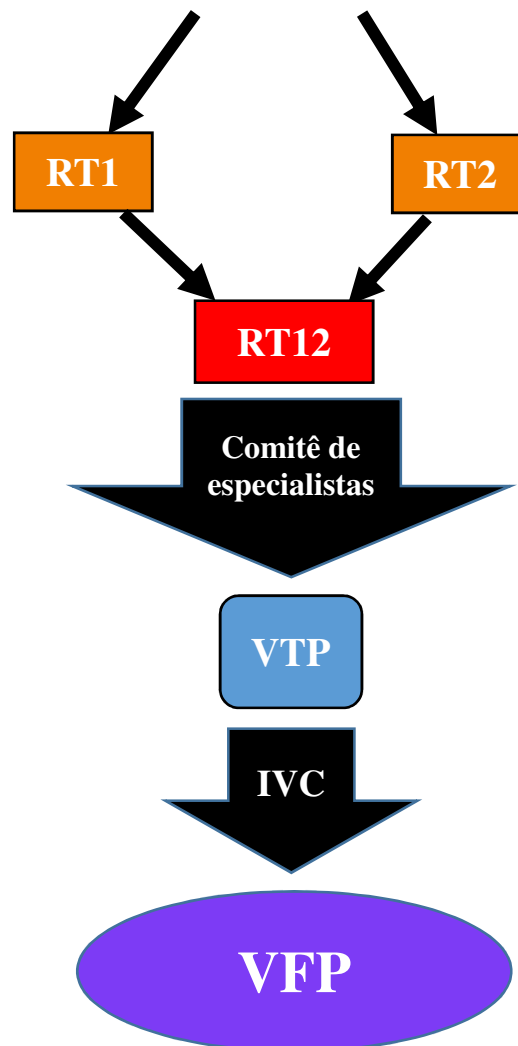 RT1
RT2
RT12
Comitê de
especialistas
VTP
IVC
VFP